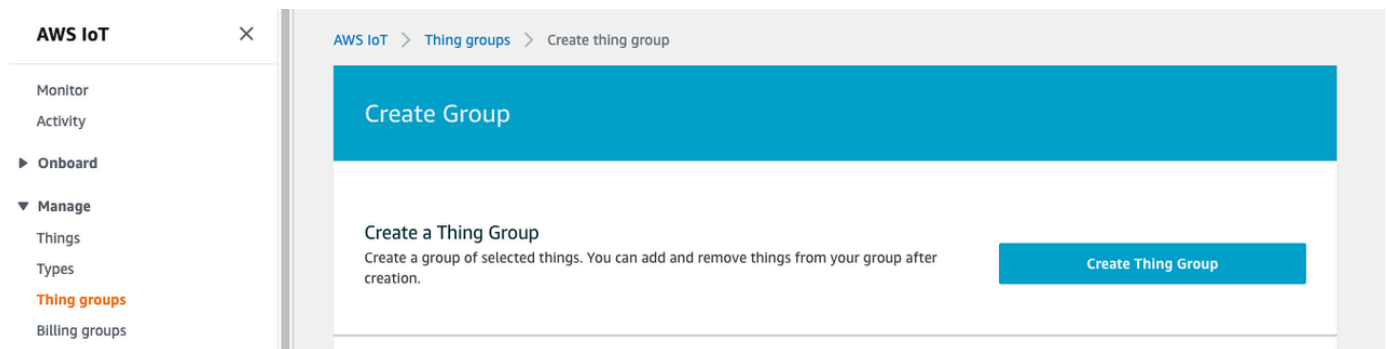 AWS IoT
Monitor
Activity
Onboard
Manage
Things
Types
Thing groups
Billing groups
AWS IoT > Thing groups > Create thing group
Create Group
Create a Thing Group
Create a group of selected things. You can add and remove things from your group after
creation.
Create Thing Group